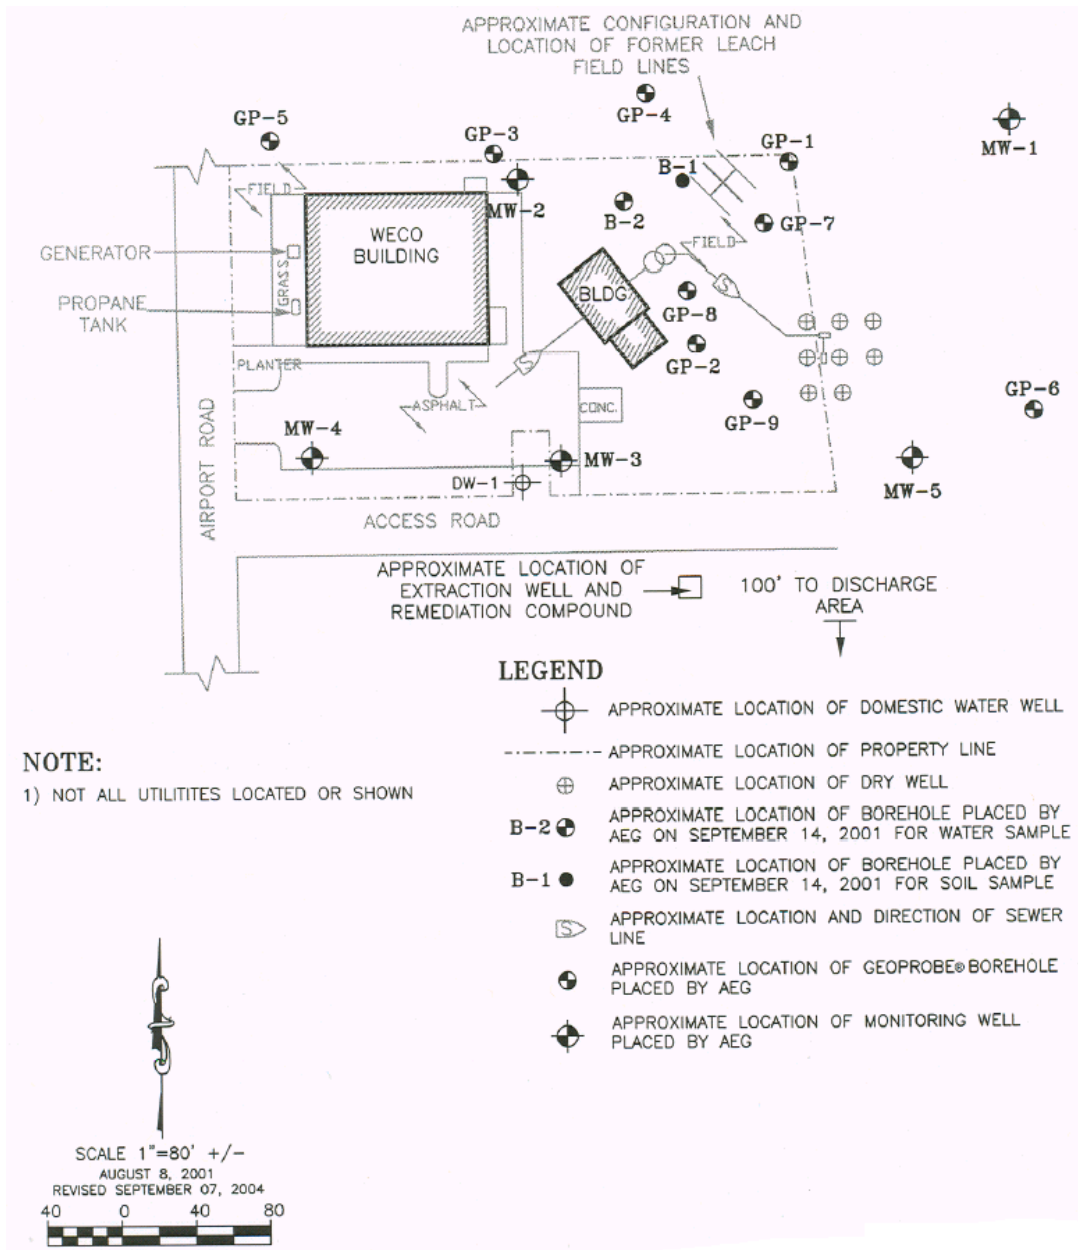 APPROXIMATE CONFIGURATION AND
LOCATION OF FORMER LEACH
FIELD LINES
GP-5
GP-3
GP-4
GP-1
MW-1
B-1
FIELD
MW-2
B-2
GP-7
WECO
BUILDING
FIELD
GENERATOR
GRASS
S
BLDG
GP-8
PROPANE
TANK
PLANTER
S
GP-2
GP-6
ASPHALT
CONC.
GP-9
MW-4
MW-3
MW-5
DW-1
AIRPORT ROAD
ACCESS ROAD
APPROXIMATE LOCATION OF
EXTRACTION WELL AND
REMEDIATION COMPOUND
100' TO DISCHARGE
AREA
LEGEND
APPROXIMATE LOCATION OF DOMESTIC WATER WELL
APPROXIMATE LOCATION OF PROPERTY LINE
APPROXIMATE LOCATION OF DRY WELL
B-2
APPROXIMATE LOCATION OF BOREHOLE PLACED BY
AEG ON SEPTEMBER 14, 2001 FOR WATER SAMPLE
B-1
APPROXIMATE LOCATION OF BOREHOLE PLACED BY
AEG ON SEPTEMBER 14, 2001 FOR SOIL SAMPLE
S
APPROXIMATE LOCATION AND DIRECTION OF SEWER
LINE
APPROXIMATE LOCATION OF GEOPROBE® BOREHOLE
PLACED BY AEG
APPROXIMATE LOCATION OF MONITORING WELL
PLACED BY AEG
NOTE:
1) NOT ALL UTILITITES LOCATED OR SHOWN
SCALE 1"=80' +/-
AUGUST 8, 2001
REVISED SEPTEMBER 07, 2004
40 0 40 80